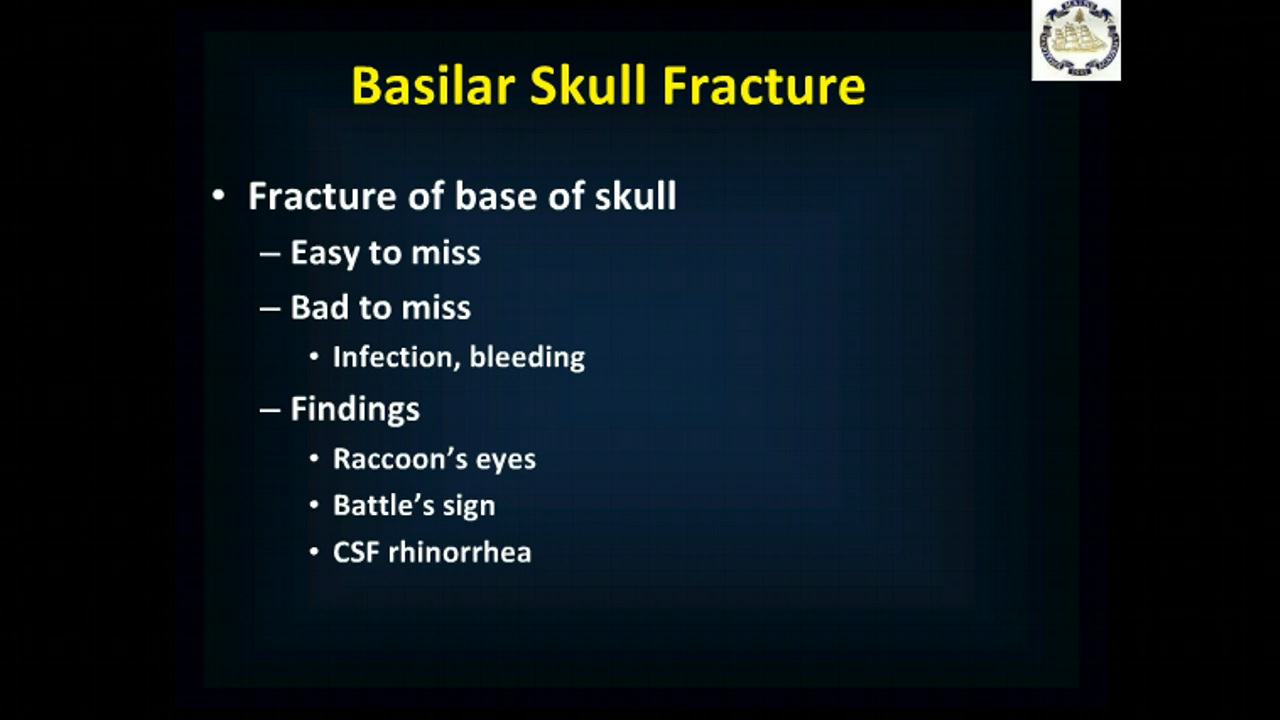 Basilar Skull Fracture
• Fracture of base of skull
– Easy to miss
– Bad to miss
• Infection, bleeding
– Findings
• Raccoon’s eyes
• Battle’s sign
• CSF rhinorrhea